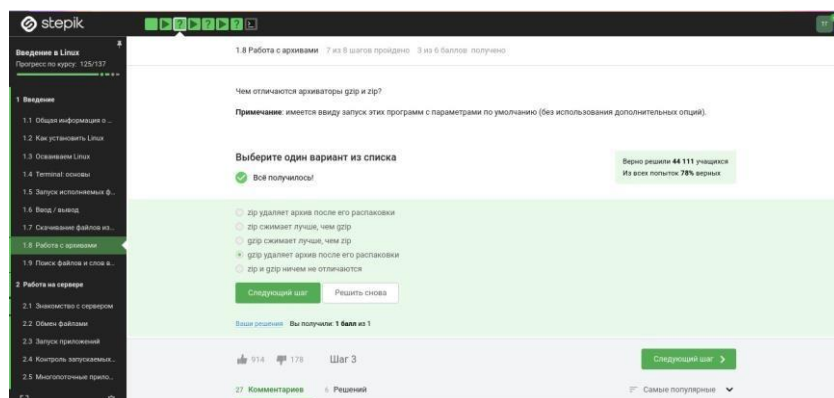 stepik
Введение в Linux
Прогресс по курсу: 125/137
1 Введение
1.1 Общая информация о ...
1.2 Как установить Linux
1.3 Осваиваем Linux
1.4 Terminal: основы
1.5 Запуск исполняемых ф...
1.6 Ввод / вывод
1.7 Скачивание файлов из...
1.8 Работа с архивами
1.9 Поиск файлов и слов в...
2 Работа на сервере
2.1 Знакомство с сервером
2.2 Обмен файлами
2.3 Запуск приложений
2.4 Контроль запускаемых...
2.5 Многопоточные прило...
1.8 Работа с архивами 7 из 8 шагов пройдено 3 из 6 баллов получено
Чем отличаются архиваторы gzip и zip?
Примечание: имеется ввиду запуск этих программ с параметрами по умолчанию (без использования дополнительных опций).
Выберите один вариант из списка
Всё получилось!
Верно решили 44 111 учащихся
Из всех попыток 78% верных
zip удаляет архив после его распаковки
zip сжимает лучше, чем gzip
gzip сжимает лучше, чем zip
gzip удаляет архив после его распаковки
zip и gzip ничем не отличаются
Следующий шаг Решить снова
Ваши решения Вы получили: 1 балл из 1
914 178 Шаг 3 Следующий шаг
27 Комментариев 6 Решений Самые популярные